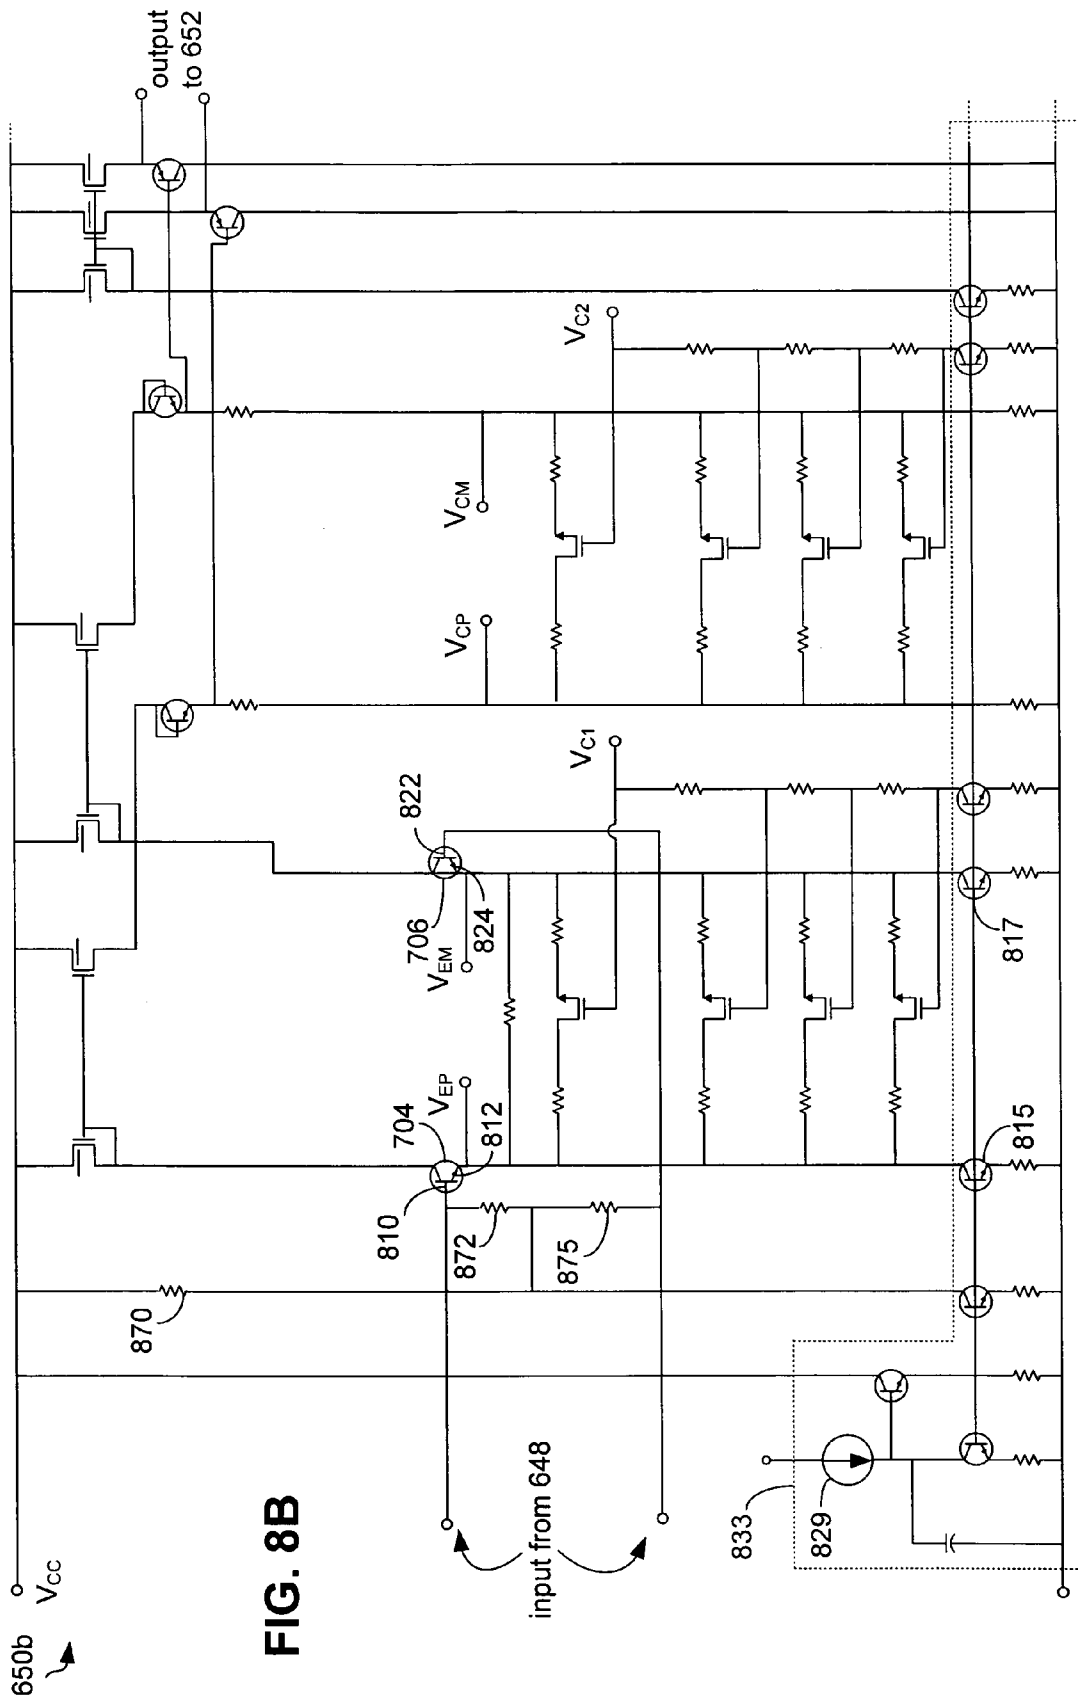 650b
V_CC
output
to 652
V_C2
V_CM
V_CP
V_C1
822
706
824
V_EM
V_EP
704
812
810
872
875
870
817
815
input from 648
833
829
FIG. 8B